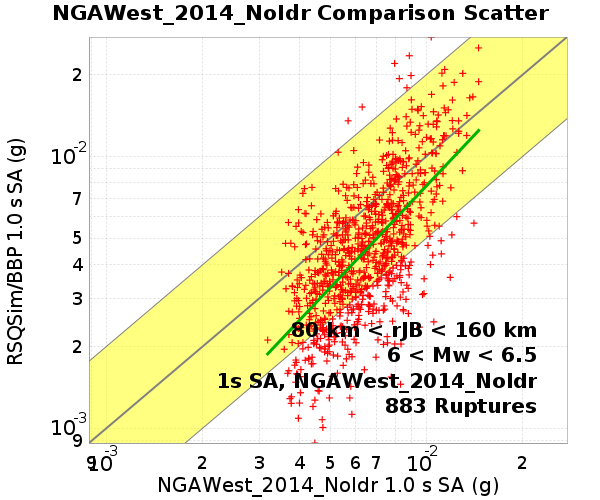 NGAWest_2014_NoIdr Comparison Scatter
RSQSim/BBP 1.0 s SA (g)
2
10-2
7
5
4
3
2
10-3
9
80 km < rJB < 160 km
6 < Mw < 6.5
1s SA, NGAWest_2014_NoIdr
883 Ruptures
9 10-3 2 3 4 5 6 7 10-2 2
NGAWest_2014_NoIdr 1.0 s SA (g)